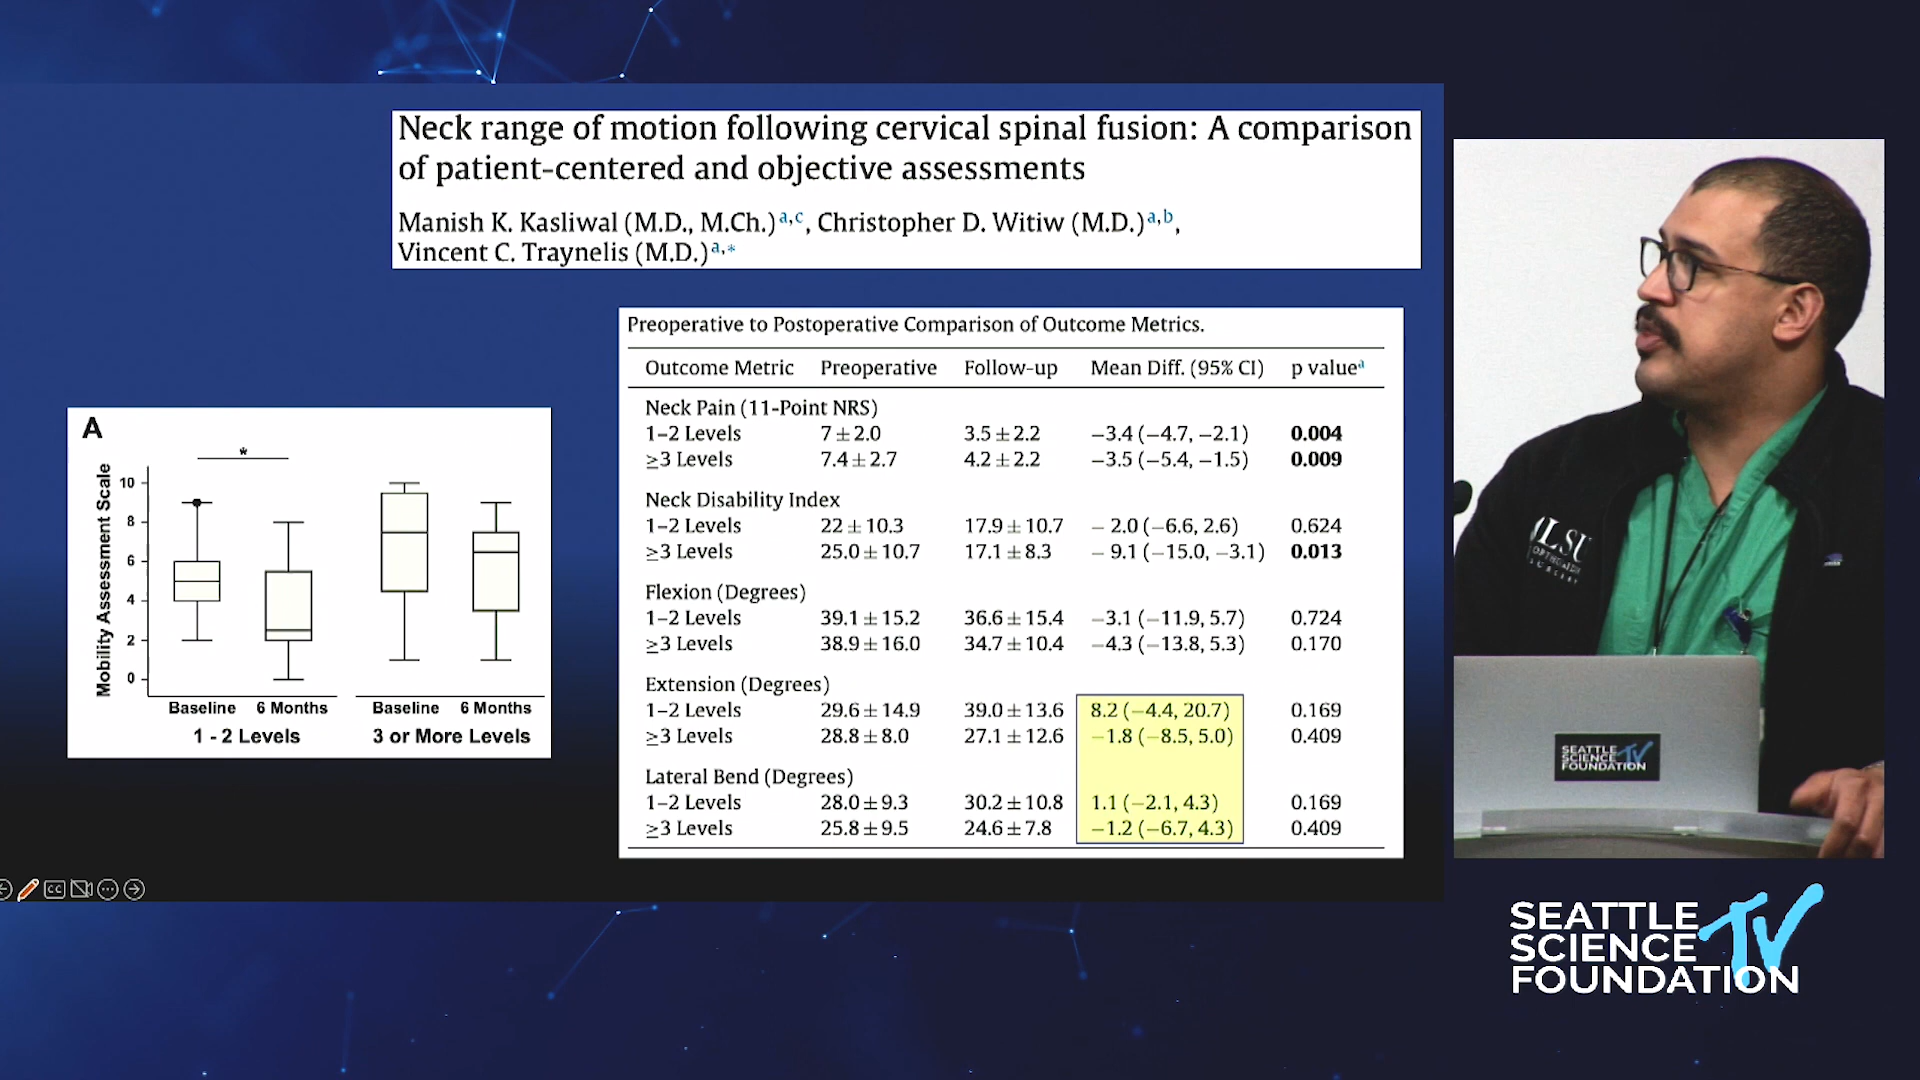 Neck range of motion following cervical spinal fusion: A comparison
of patient-centered and objective assessments
Manish K. Kasliwal (M.D., M.Ch.)a,c, Christopher D. Witiw (M.D.)a,b,
Vincent C. Traynelis (M.D.)a,*
A
*
Mobility Assessment Scale
10
8
6
4
2
0
Baseline 6 Months Baseline 6 Months
1 - 2 Levels 3 or More Levels
Preoperative to Postoperative Comparison of Outcome Metrics.
Outcome Metric Preoperative Follow-up Mean Diff. (95% CI) p valueª
Neck Pain (11-Point NRS)
1–2 Levels 7 ± 2.0 3.5 ± 2.2 −3.4 (−4.7, −2.1) 0.004
≥3 Levels 7.4 ± 2.7 4.2 ± 2.2 −3.5 (−5.4, −1.5) 0.009
Neck Disability Index
1–2 Levels 22 ± 10.3 17.9 ± 10.7 − 2.0 (−6.6, 2.6) 0.624
≥3 Levels 25.0 ± 10.7 17.1 ± 8.3 − 9.1 (−15.0, −3.1) 0.013
Flexion (Degrees)
1–2 Levels 39.1 ± 15.2 36.6 ± 15.4 −3.1 (−11.9, 5.7) 0.724
≥3 Levels 38.9 ± 16.0 34.7 ± 10.4 −4.3 (−13.8, 5.3) 0.170
Extension (Degrees)
1–2 Levels 29.6 ± 14.9 39.0 ± 13.6 8.2 (−4.4, 20.7) 0.169
≥3 Levels 28.8 ± 8.0 27.1 ± 12.6 −1.8 (−8.5, 5.0) 0.409
Lateral Bend (Degrees)
1–2 Levels 28.0 ± 9.3 30.2 ± 10.8 1.1 (−2.1, 4.3) 0.169
≥3 Levels 25.8 ± 9.5 24.6 ± 7.8 −1.2 (−6.7, 4.3) 0.409
CC
LSU
ORTHOPAEDIC
SURGERY
SEATTLE
SCIENCE TV
FOUNDATION
SEATTLE
SCIENCE TV
FOUNDATION